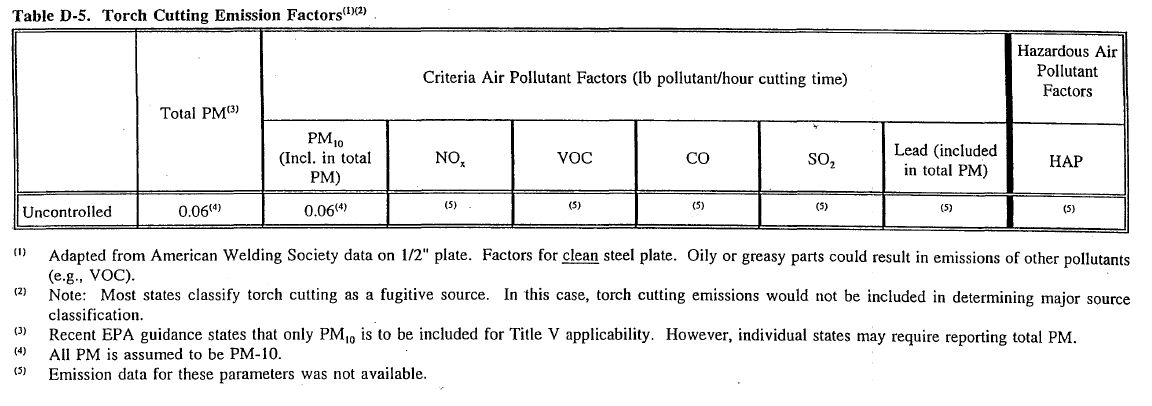 Table D-5. Torch Cutting Emission Factors(1)(2)
Hazardous Air
Pollutant
Factors
Criteria Air Pollutant Factors (lb pollutant/hour cutting time)
Total PM(3)
PM10
(Incl. in total
PM)
NOx
VOC
CO
SO2
Lead (included
in total PM)
HAP
Uncontrolled 0.06(4) 0.06(4) (5) (5) (5) (5) (5) (5)
(1) Adapted from American Welding Society data on 1/2" plate. Factors for clean steel plate. Oily or greasy parts could result in emissions of other pollutants
(e.g., VOC).
(2) Note: Most states classify torch cutting as a fugitive source. In this case, torch cutting emissions would not be included in determining major source
classification.
(3) Recent EPA guidance states that only PM10 is to be included for Title V applicability. However, individual states may require reporting total PM.
(4) All PM is assumed to be PM-10.
(5) Emission data for these parameters was not available.